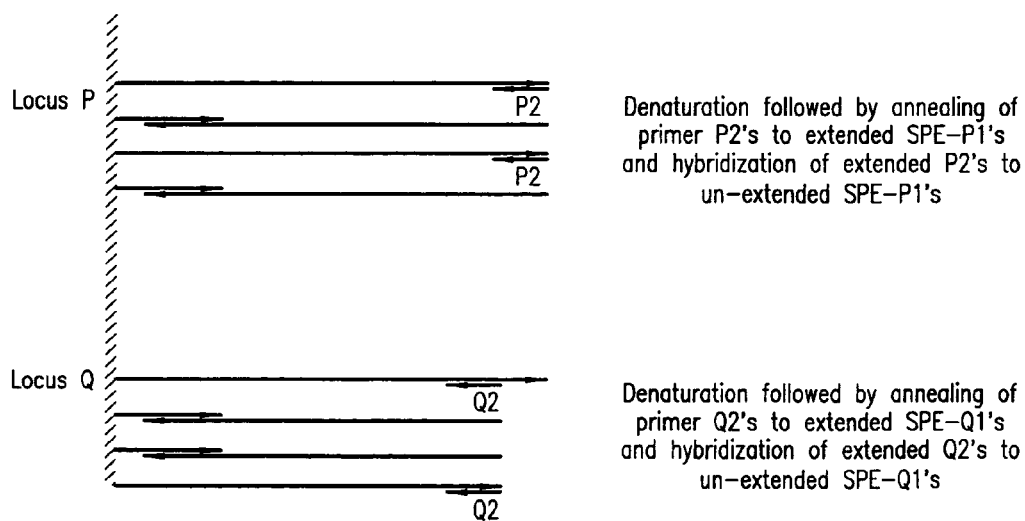 Locus P
P2
P2
Denaturation followed by annealing of
primer P2's to extended SPE-P1's
and hybridization of extended P2's to
un-extended SPE-P1's
Locus Q
Q2
Q2
Denaturation followed by annealing of
primer Q2's to extended SPE-Q1's
and hybridization of extended Q2's to
un-extended SPE-Q1's